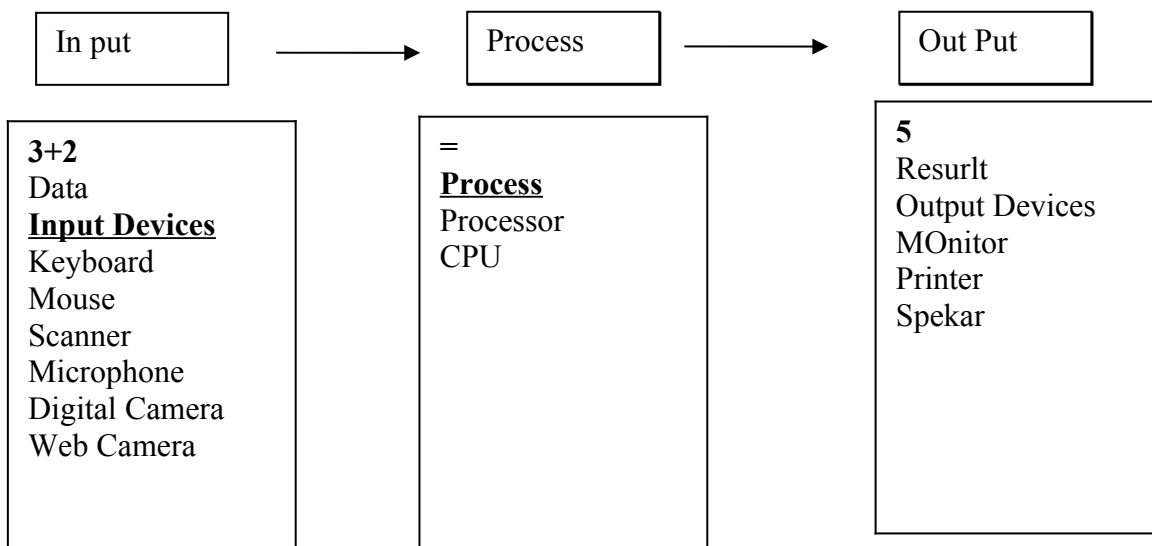 In put
Process
Out Put
3+2
Data
Input Devices
Keyboard
Mouse
Scanner
Microphone
Digital Camera
Web Camera
=
Process
Processor
CPU
5
Resurlt
Output Devices
MOnitor
Printer
Spekar